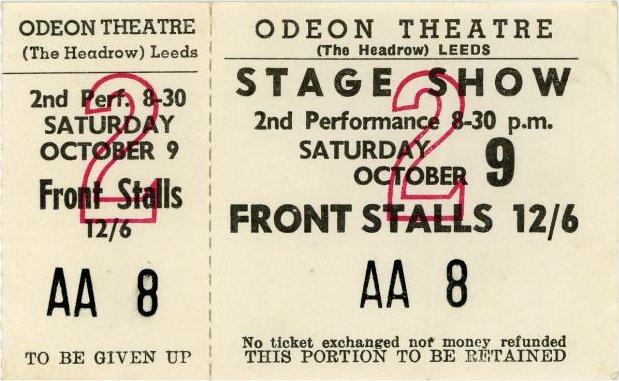 ODEON THEATRE
(The Headrow) Leeds
2nd Perf. 8-30
SATURDAY
OCTOBER 9
Front Stalls
12/6
AA 8
TO BE GIVEN UP
2
ODEON THEATRE
(The Headrow) LEEDS
STAGE SHOW
2nd Performance 8-30 p.m.
SATURDAY
OCTOBER 9
FRONT STALLS 12/6
AA 8
No ticket exchanged nor money refunded
THIS PORTION TO BE RETAINED
2